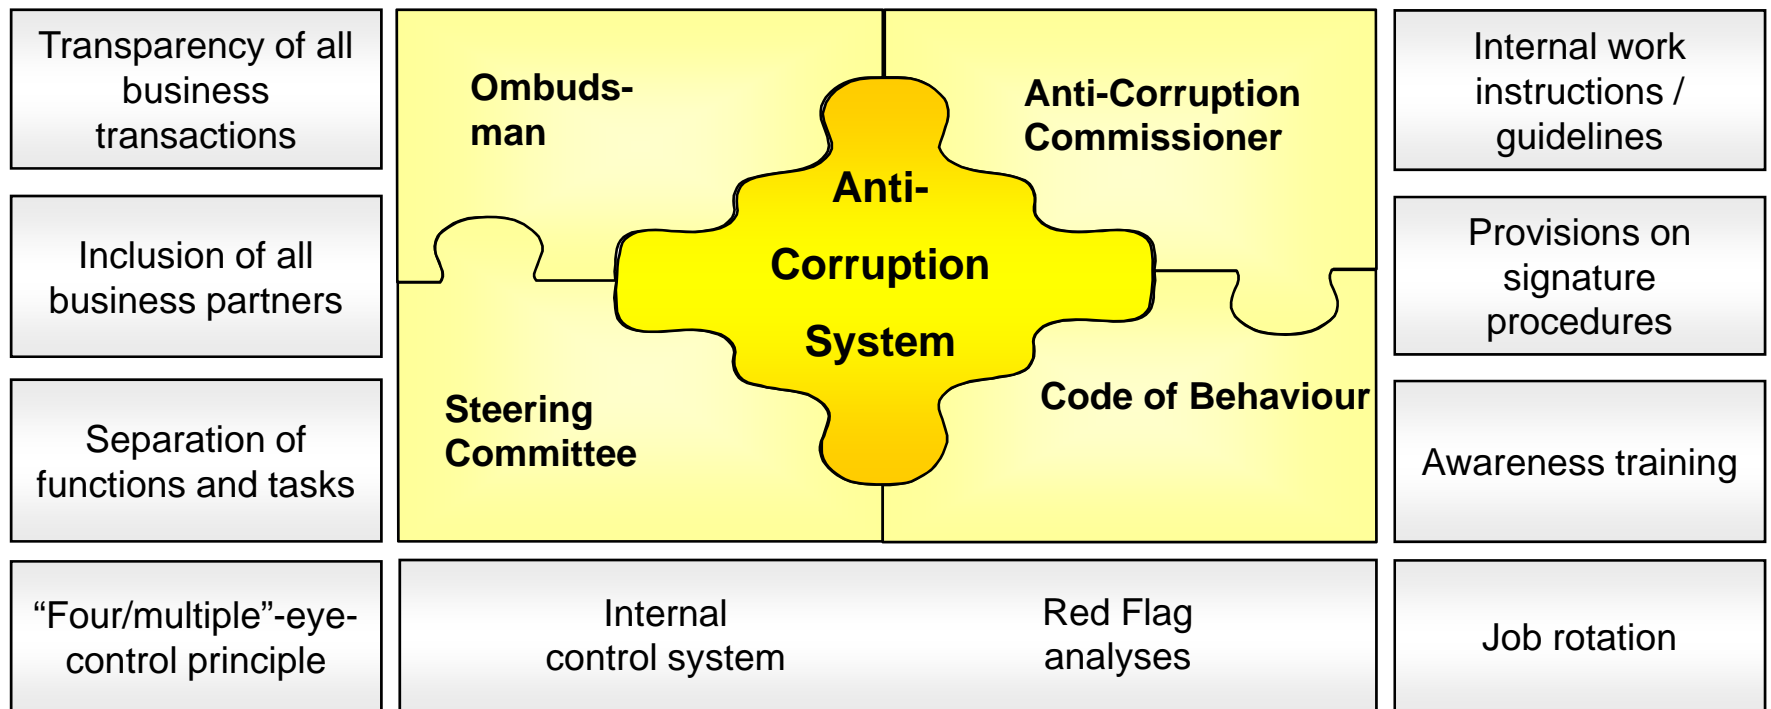 Transparency of all
business
transactions
Inclusion of all
business partners
Separation of
functions and tasks
“Four/multiple”-eye-
control principle
Ombuds-
man
Anti-Corruption
Commissioner
Anti-
Corruption
System
Steering
Committee
Code of Behaviour
Internal
control system
Red Flag
analyses
Internal work
instructions /
guidelines
Provisions on
signature
procedures
Awareness training
Job rotation